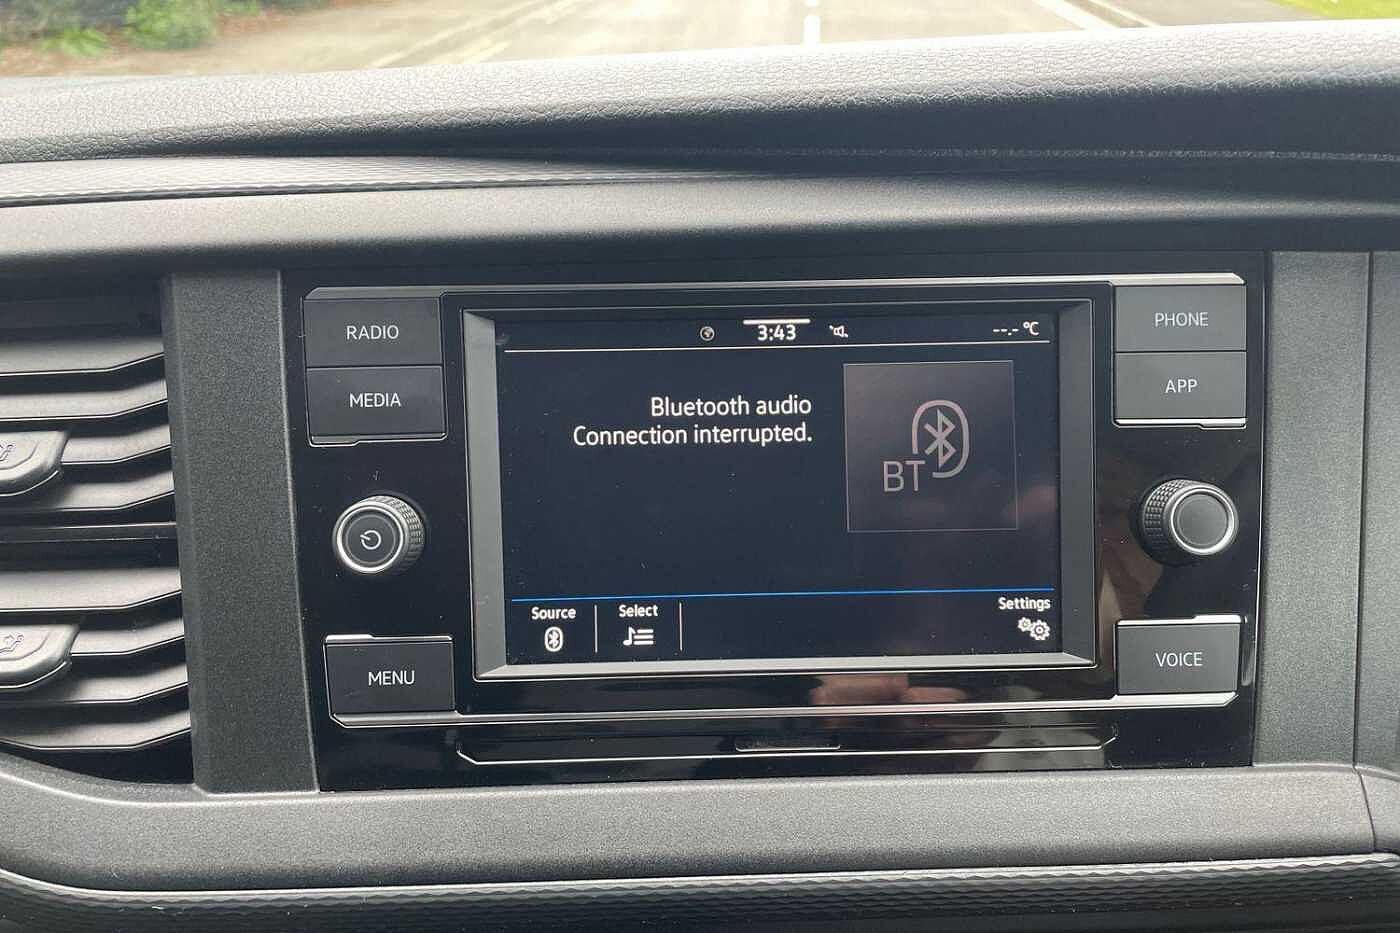 RADIO
MEDIA
MENU
3:43
--.- °C
Bluetooth audio
Connection interrupted.
BT
Source
Select
Settings
PHONE
APP
VOICE